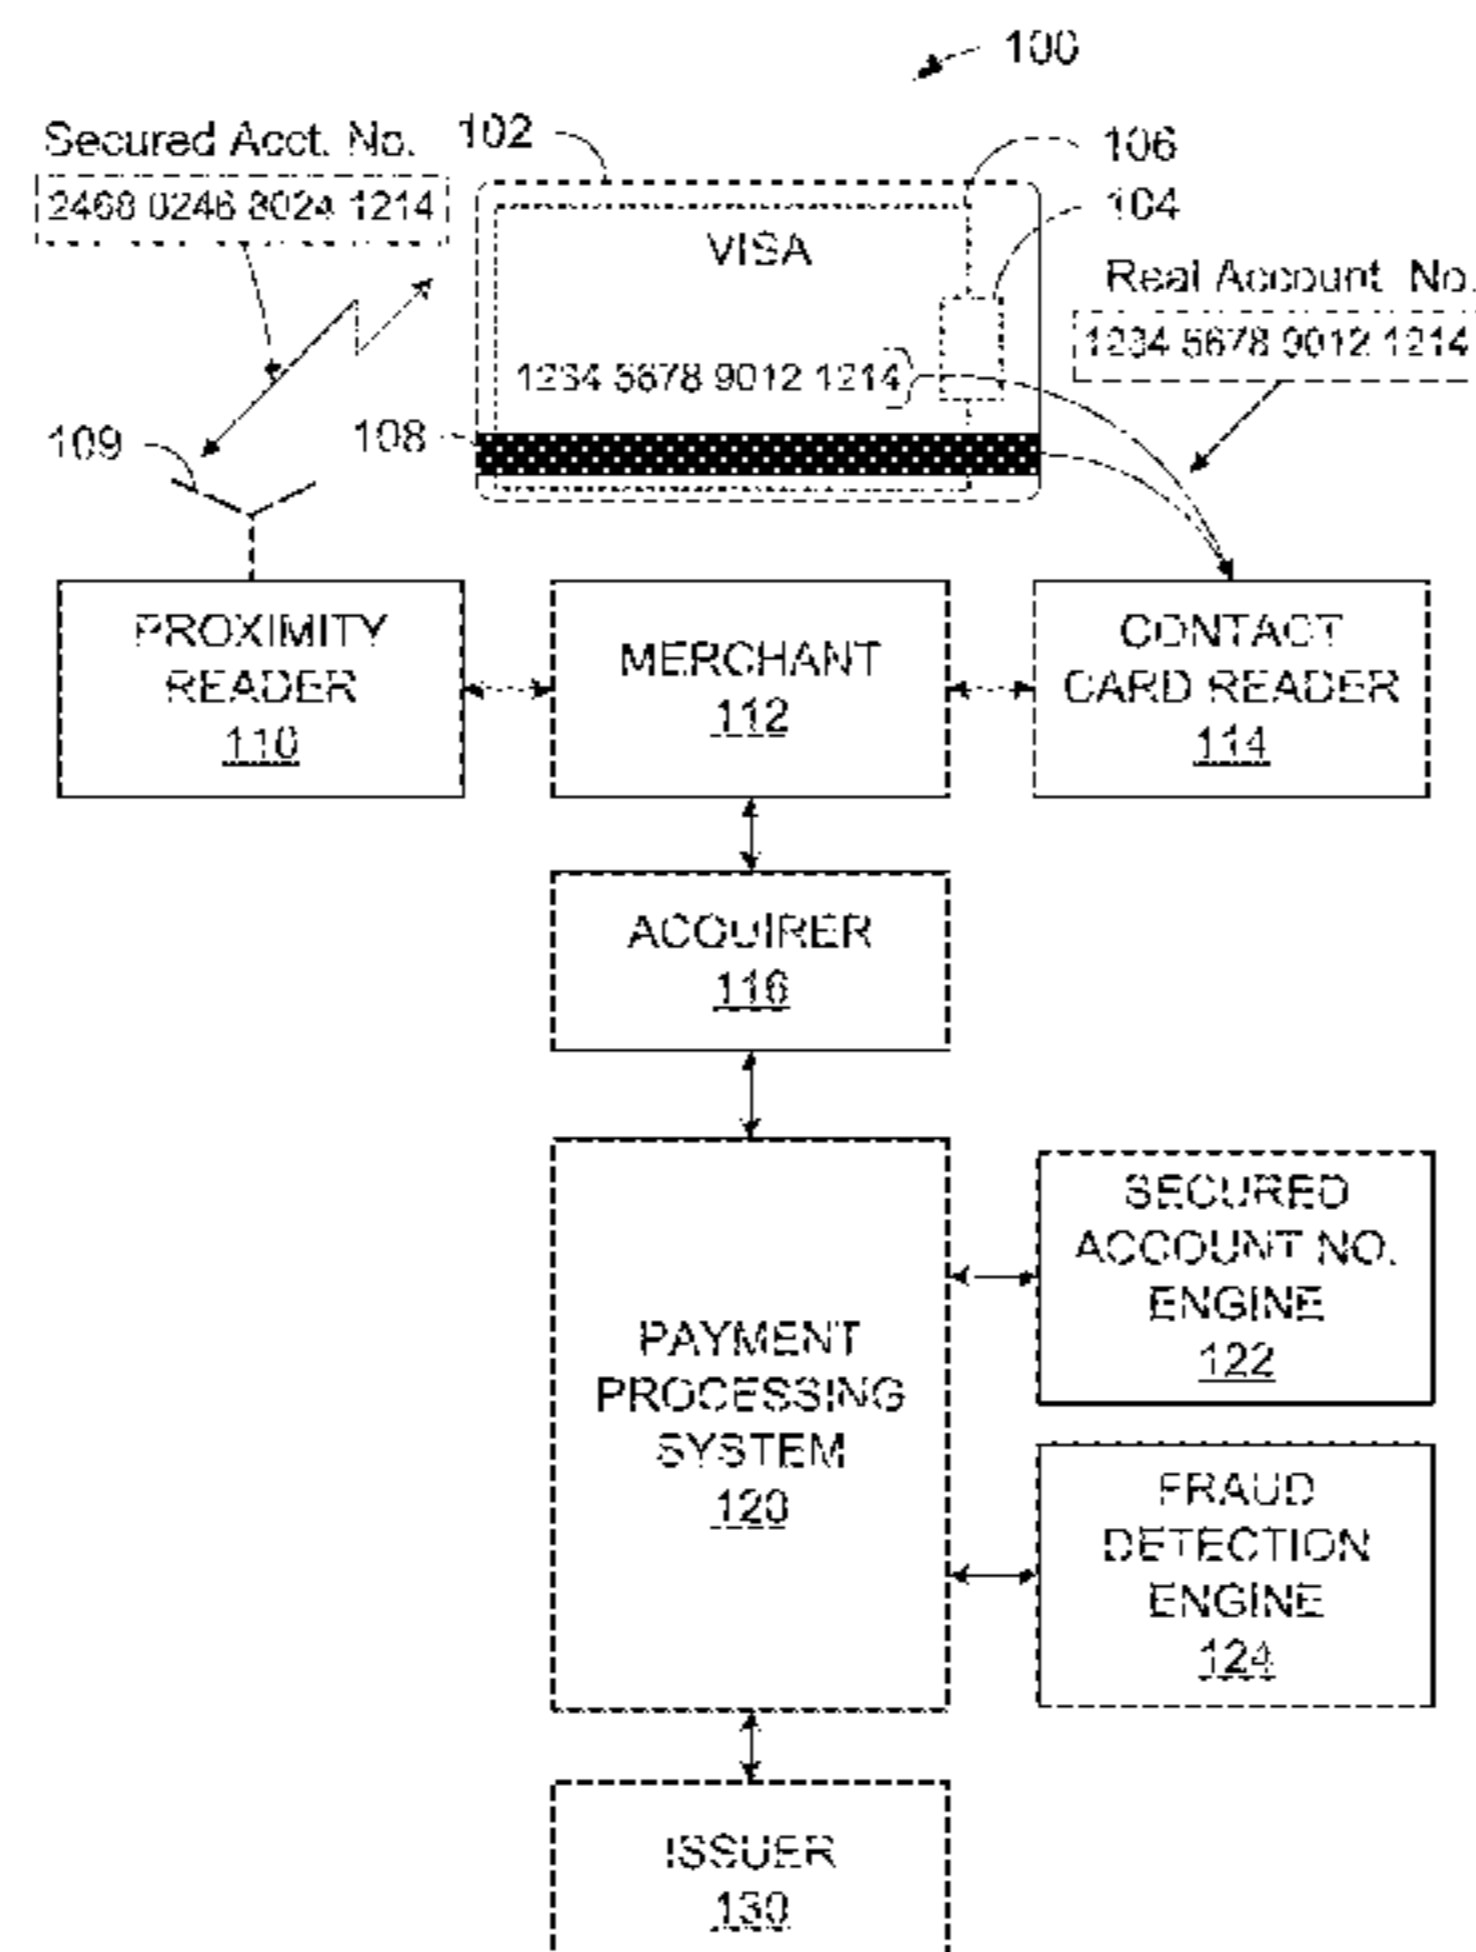 100
Secured Acct. No.
102
106
2468 0246 8024 1214
104
VISA
Real Account No.
1234 5678 9012 1214
1234 5678 9012 1214
109
108
PROXIMITY
READER
110
MERCHANT
112
CONTACT
CARD READER
114
ACQUIRER
116
PAYMENT
PROCESSING
SYSTEM
120
SECURED
ACCOUNT NO.
ENGINE
122
FRAUD
DETECTION
ENGINE
124
ISSUER
130